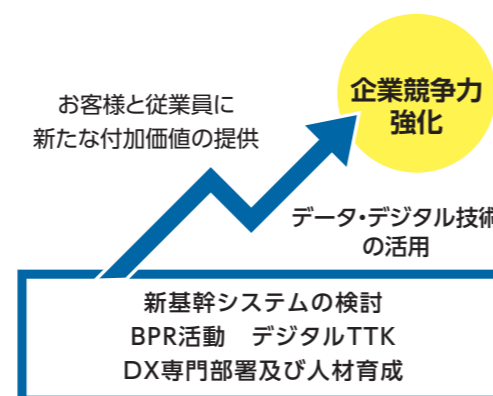 企業競争力
強化
お客様と従業員に
新たな付加価値の提供
データ・デジタル技術
の活用
新基幹システムの検討
BPR活動　デジタルTTK
DX専門部署及び人材育成